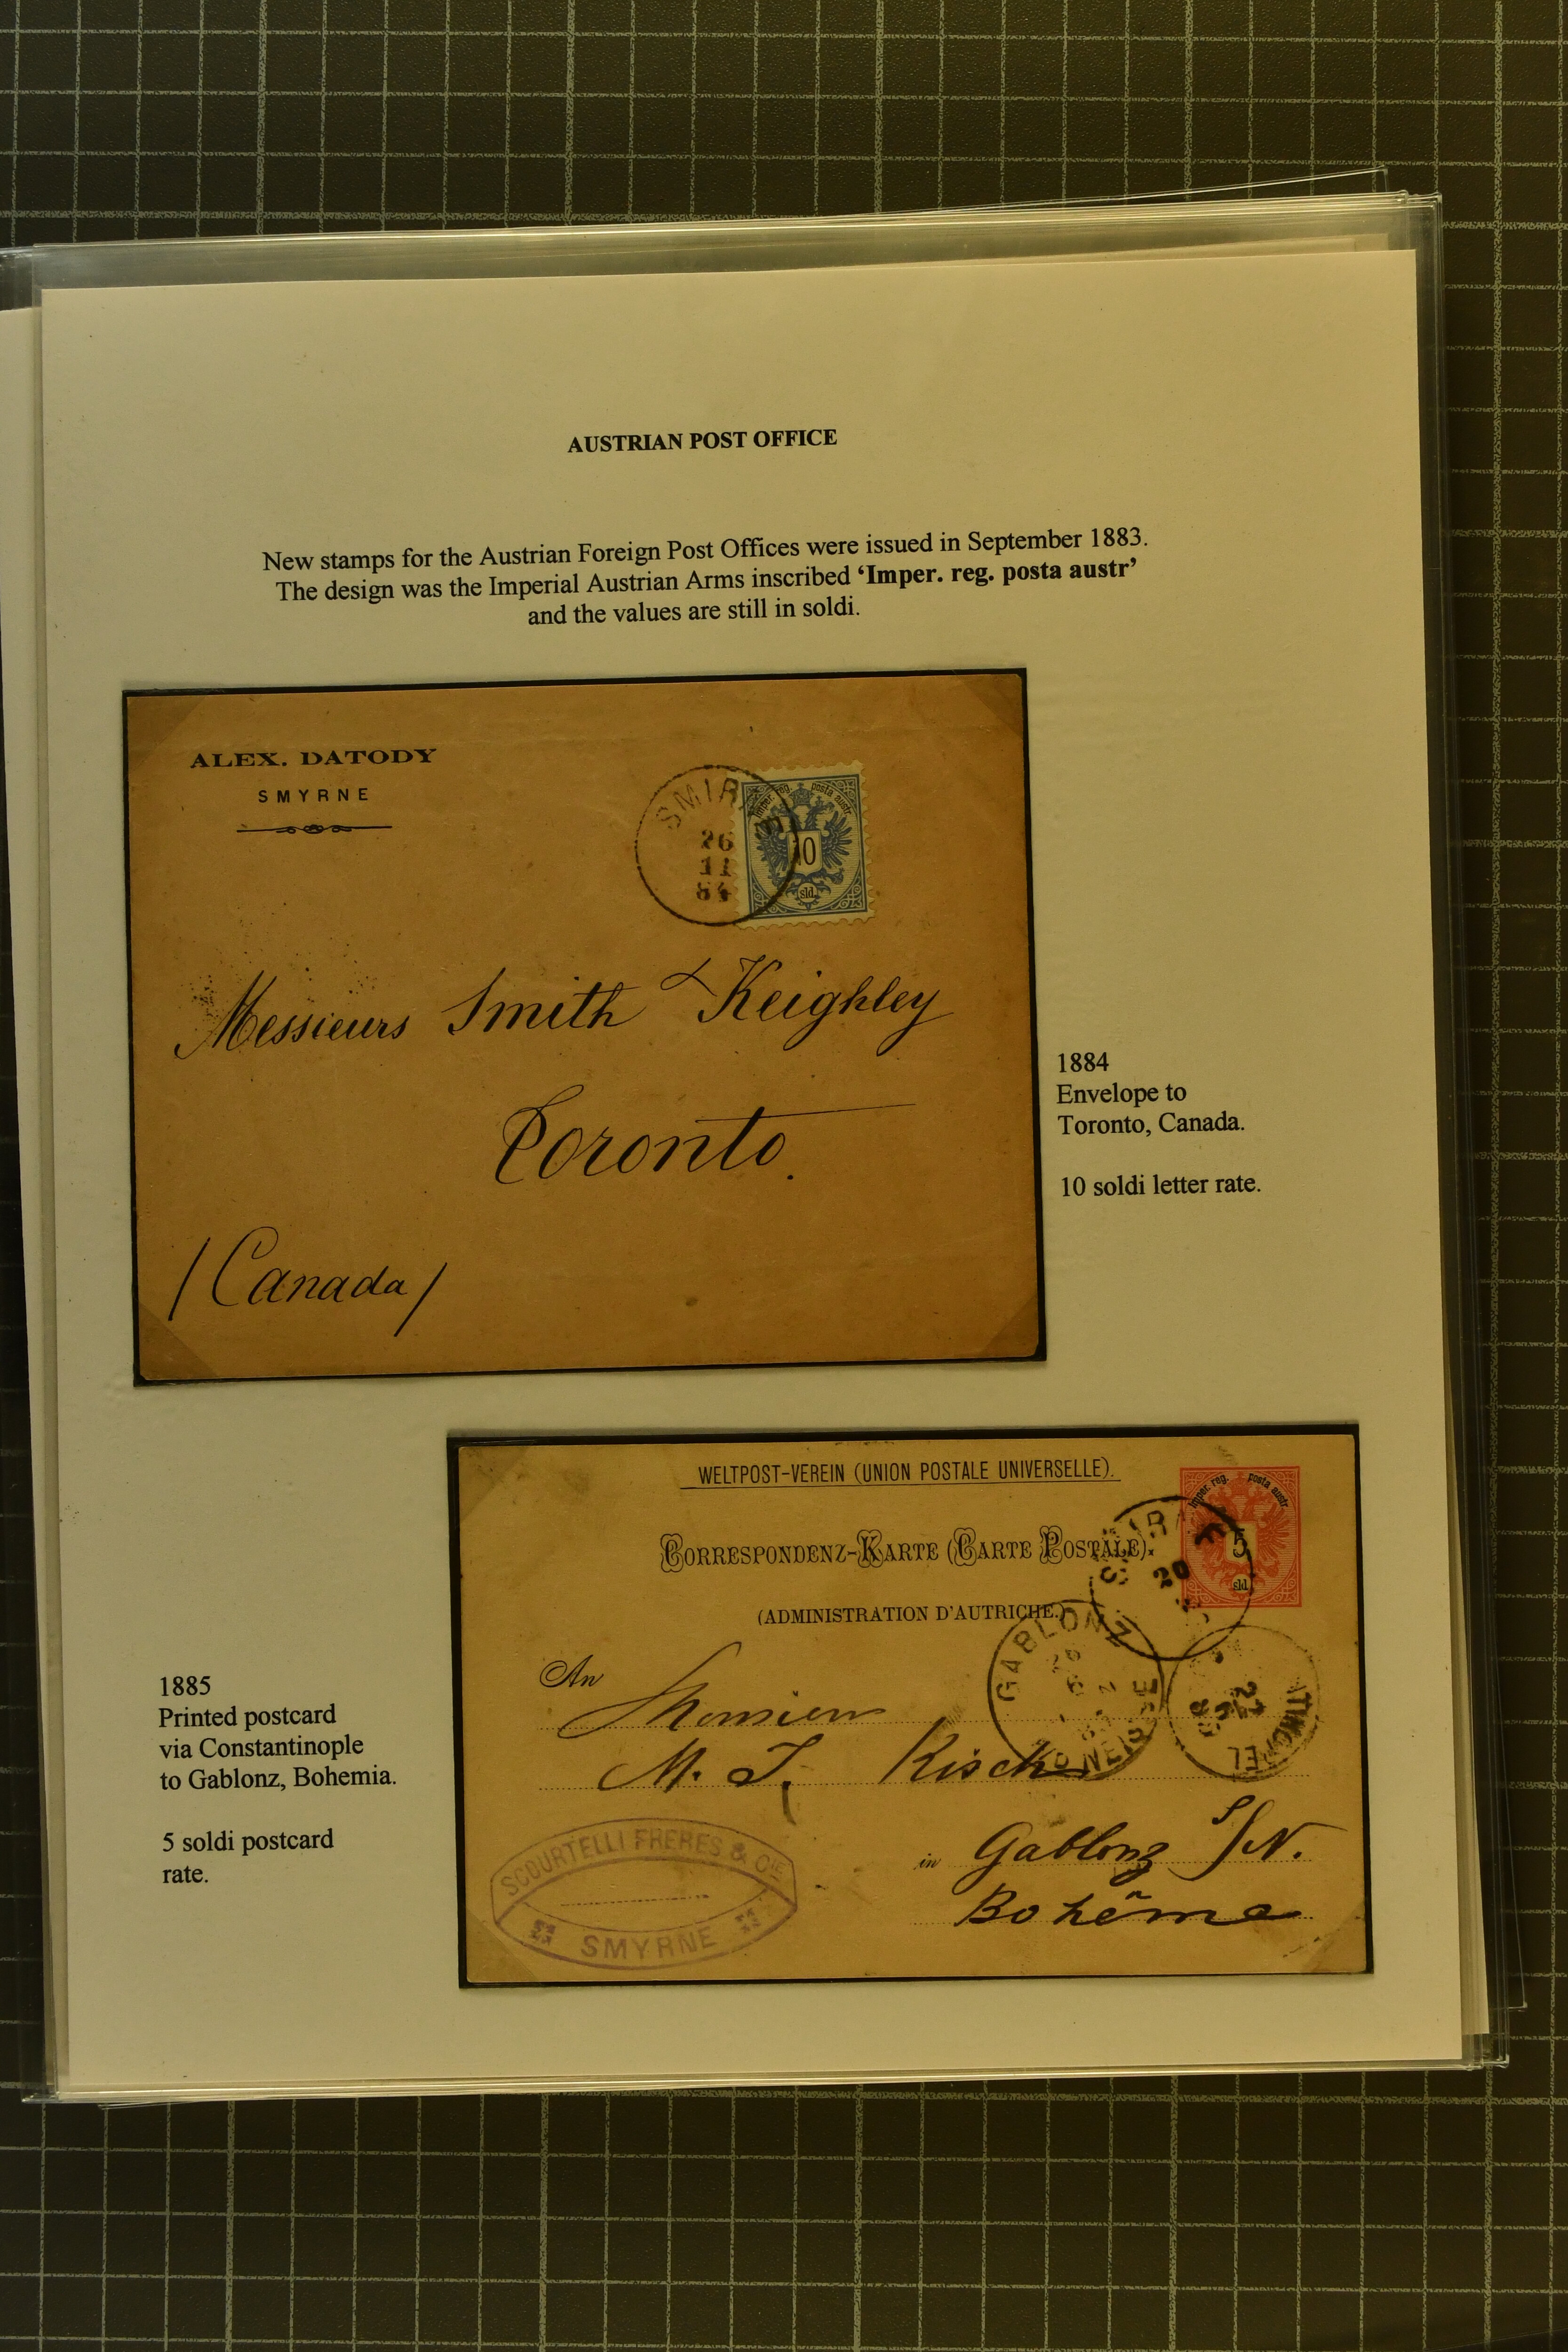 AUSTRIAN POST OFFICE
New stamps for the Austrian Foreign Post Offices were issued in September 1883.
The design was the Imperial Austrian Arms inscribed ‘Imper. reg. posta austr’
and the values are still in soldi.
ALEX. DATODY
SMYRNE
SMIRNE
26
11
84
Imper. reg. posta austr.
10
sld.
Messieurs Smith & Keighley
Toronto.
/Canada/
1884
Envelope to
Toronto, Canada.
10 soldi letter rate.
WELTPOST-VEREIN (UNION POSTALE UNIVERSELLE).
CORRESPONDENZ-KARTE (CARTE POSTALE).
(ADMINISTRATION D'AUTRICHE.)
Imper. reg. posta austr.
5
sld
20
GABLONZ
NEISSE
An
Monsieur
M. J. Kisch
in Gablonz s/N.
Bohême
SCOURTELLI FRERES & CIE
SMYRNE
1885
Printed postcard
via Constantinople
to Gablonz, Bohemia.
5 soldi postcard
rate.